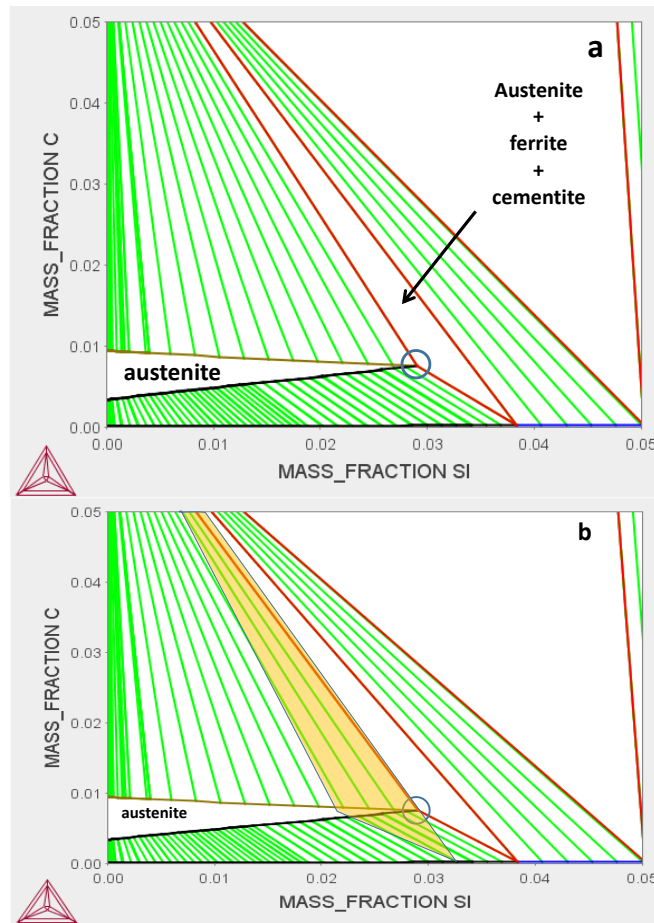 a
Austenite
+
ferrite
+
cementite
MASS_FRACTION C
0.05
0.04
0.03
0.02
0.01
0.00
austenite
0.00 0.01 0.02 0.03 0.04 0.05
MASS_FRACTION SI
b
MASS_FRACTION C
0.05
0.04
0.03
0.02
0.01
0.00
austenite
0.00 0.01 0.02 0.03 0.04 0.05
MASS_FRACTION SI